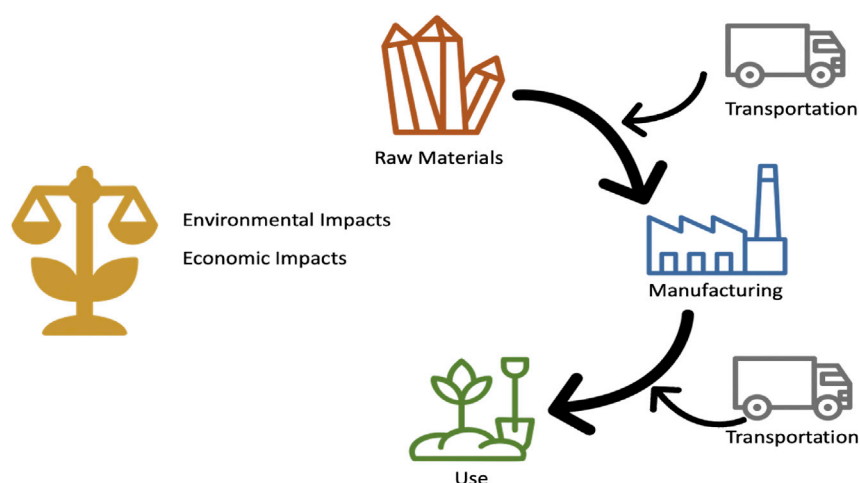 Transportation
Raw Materials
Environmental Impacts
Economic Impacts
Manufacturing
Transportation
Use